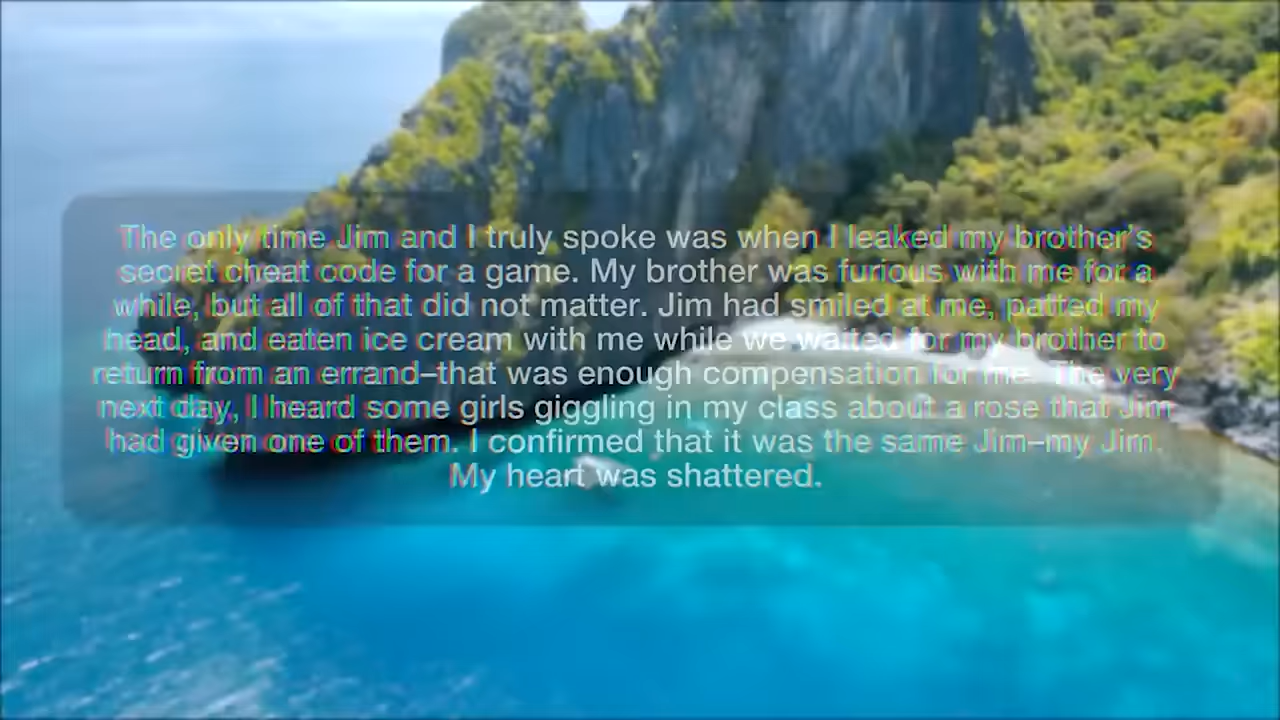 The only time Jim and I truly spoke was when I leaked my brother’s
secret cheat code for a game. My brother was furious with me for a
while, but all of that did not matter. Jim had smiled at me, patted my
head, and eaten ice cream with me while we waited for my brother to
return from an errand–that was enough compensation for me. The very
next day, I heard some girls giggling in my class about a rose that Jim
had given one of them. I confirmed that it was the same Jim–my Jim.
My heart was shattered.